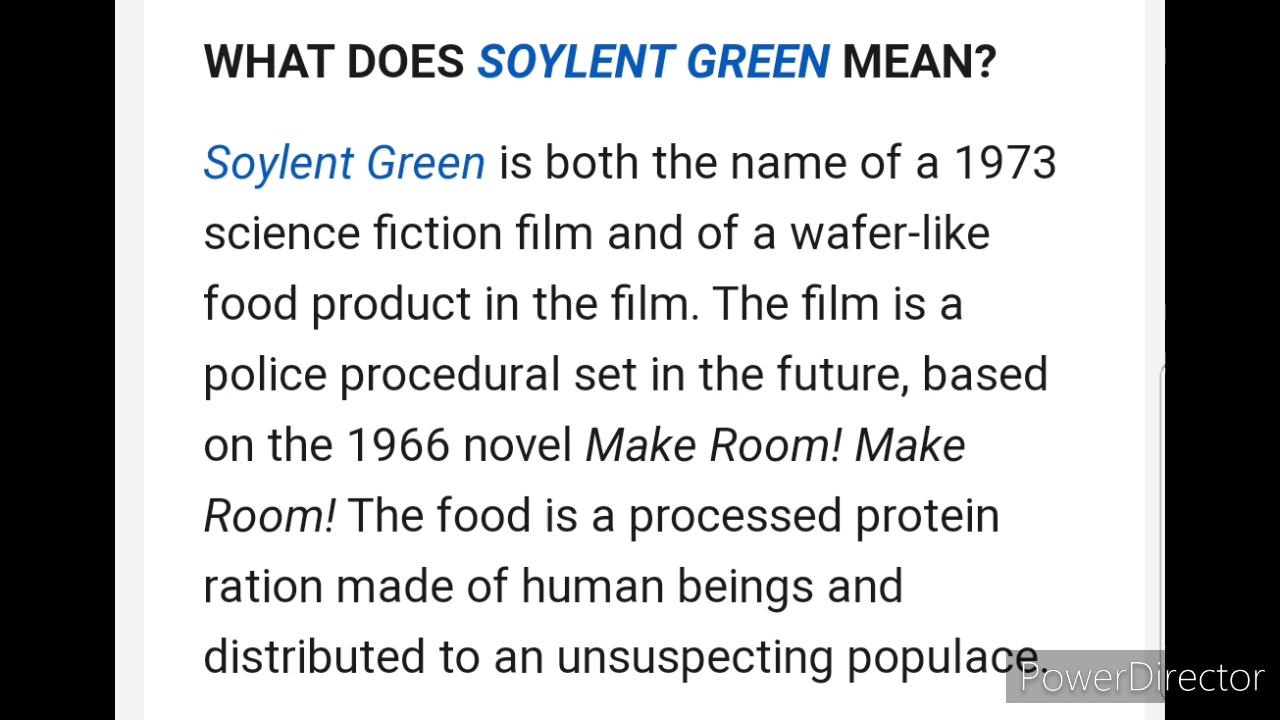 WHAT DOES SOYLENT GREEN MEAN?
Soylent Green is both the name of a 1973
science fiction film and of a wafer-like
food product in the film. The film is a
police procedural set in the future, based
on the 1966 novel Make Room! Make
Room! The food is a processed protein
ration made of human beings and
distributed to an unsuspecting populace.
PowerDirector